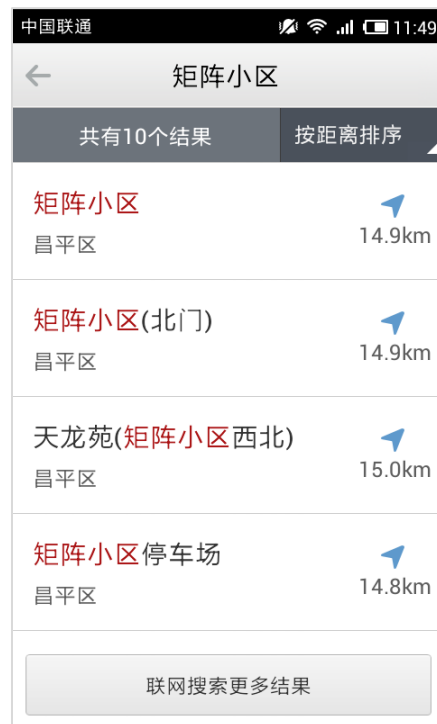 中国联通 11:49
矩阵小区
共有10个结果 按距离排序
矩阵小区
昌平区 14.9km
矩阵小区(北门)
昌平区 14.9km
天龙苑(矩阵小区西北)
昌平区 15.0km
矩阵小区停车场
昌平区 14.8km
联网搜索更多结果